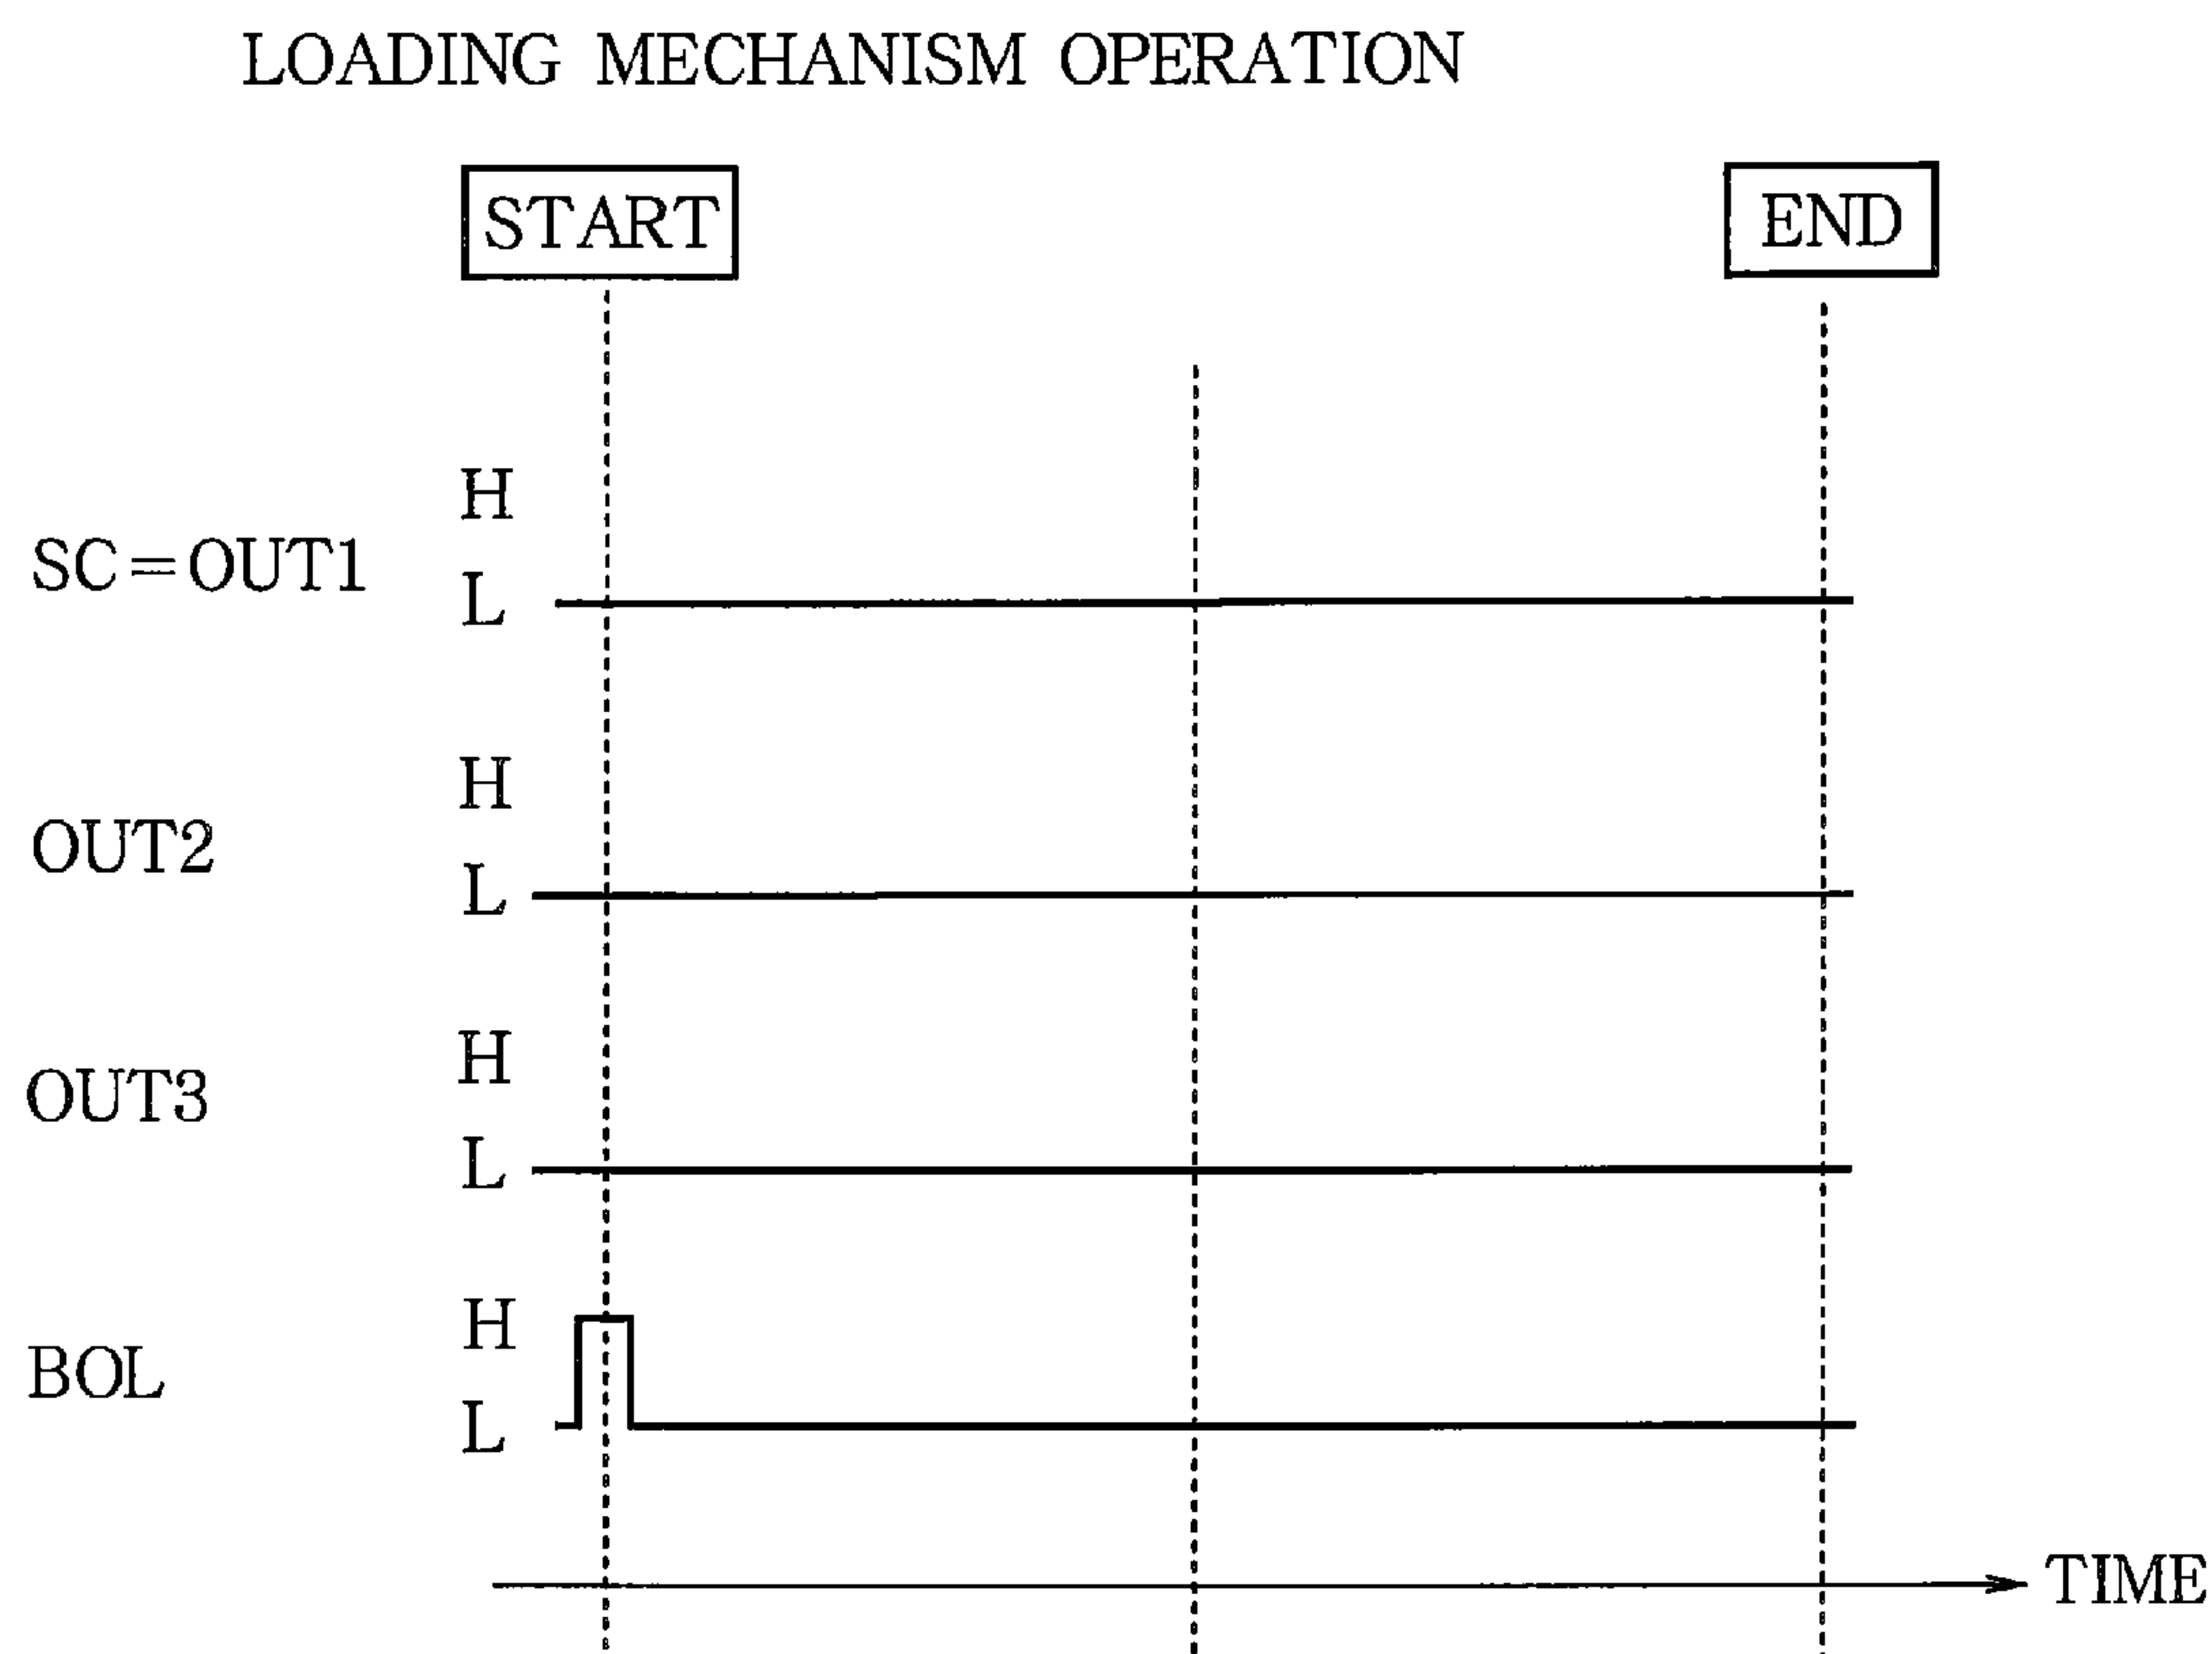 LOADING MECHANISM OPERATION
START
END
H
SC=OUT1
L
H
OUT2
L
H
OUT3
L
H
BOL
L
TIME